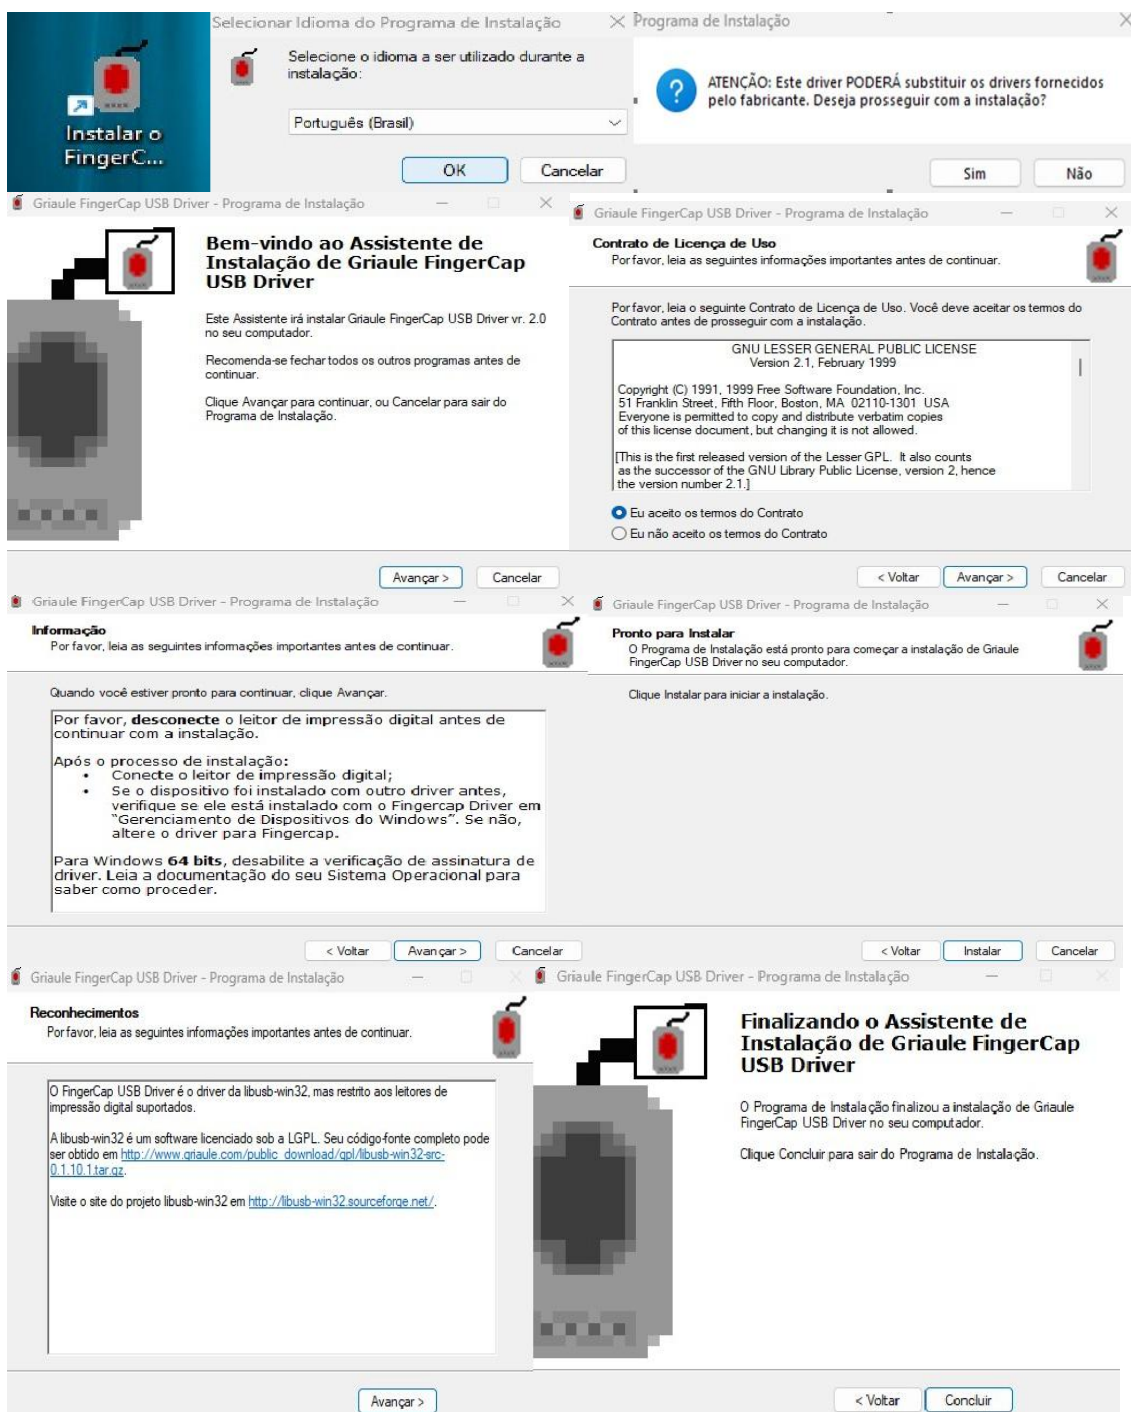 Instalar o
FingerC...
Selecionar Idioma do Programa de Instalação
Selecione o idioma a ser utilizado durante a
instalação:
Português (Brasil)
OK
Cancelar
Programa de Instalação
ATENÇÃO: Este driver PODERÁ substituir os drivers fornecidos
pelo fabricante. Deseja prosseguir com a instalação?
Sim
Não
Griaule FingerCap USB Driver - Programa de Instalação
Bem-vindo ao Assistente de
Instalação de Griaule FingerCap
USB Driver
Este Assistente irá instalar Griaule FingerCap USB Driver vr. 2.0
no seu computador.
Recomenda-se fechar todos os outros programas antes de
continuar.
Clique Avançar para continuar, ou Cancelar para sair do
Programa de Instalação.
Avançar >
Cancelar
Griaule FingerCap USB Driver - Programa de Instalação
Contrato de Licença de Uso
Por favor, leia as seguintes informações importantes antes de continuar.
Por favor, leia o seguinte Contrato de Licença de Uso. Você deve aceitar os termos do
Contrato antes de prosseguir com a instalação.
GNU LESSER GENERAL PUBLIC LICENSE
Version 2.1, February 1999
Copyright (C) 1991, 1999 Free Software Foundation, Inc.
51 Franklin Street, Fifth Floor, Boston, MA  02110-1301  USA
Everyone is permitted to copy and distribute verbatim copies
of this license document, but changing it is not allowed.
[This is the first released version of the Lesser GPL.  It also counts
as the successor of the GNU Library Public License, version 2, hence
the version number 2.1.]
Eu aceito os termos do Contrato
Eu não aceito os termos do Contrato
< Voltar
Avançar >
Cancelar
Griaule FingerCap USB Driver - Programa de Instalação
Informação
Por favor, leia as seguintes informações importantes antes de continuar.
Quando você estiver pronto para continuar, clique Avançar.
Por favor, desconecte o leitor de impressão digital antes de
continuar com a instalação.
Após o processo de instalação:
• Conecte o leitor de impressão digital;
• Se o dispositivo foi instalado com outro driver antes,
verifique se ele está instalado com o Fingercap Driver em
"Gerenciamento de Dispositivos do Windows". Se não,
altere o driver para Fingercap.
Para Windows 64 bits, desabilite a verificação de assinatura de
driver. Leia a documentação do seu Sistema Operacional para
saber como proceder.
< Voltar
Avançar >
Cancelar
Griaule FingerCap USB Driver - Programa de Instalação
Pronto para Instalar
O Programa de Instalação está pronto para começar a instalação de Griaule
FingerCap USB Driver no seu computador.
Clique Instalar para iniciar a instalação.
< Voltar
Instalar
Cancelar
Griaule FingerCap USB Driver - Programa de Instalação
Reconhecimentos
Por favor, leia as seguintes informações importantes antes de continuar.
O FingerCap USB Driver é o driver da libusb-win32, mas restrito aos leitores de
impressão digital suportados.
A libusb-win32 é um software licenciado sob a LGPL. Seu código-fonte completo pode
ser obtido em http://www.griaule.com/public_download/gpl/libusb-win32-src-
0.1.10.1.tar.gz.
Visite o site do projeto libusb-win32 em http://libusb-win32.sourceforge.net/.
Avançar >
Griaule FingerCap USB Driver - Programa de Instalação
Finalizando o Assistente de
Instalação de Griaule FingerCap
USB Driver
O Programa de Instalação finalizou a instalação de Griaule
FingerCap USB Driver no seu computador.
Clique Concluir para sair do Programa de Instalação.
< Voltar
Concluir